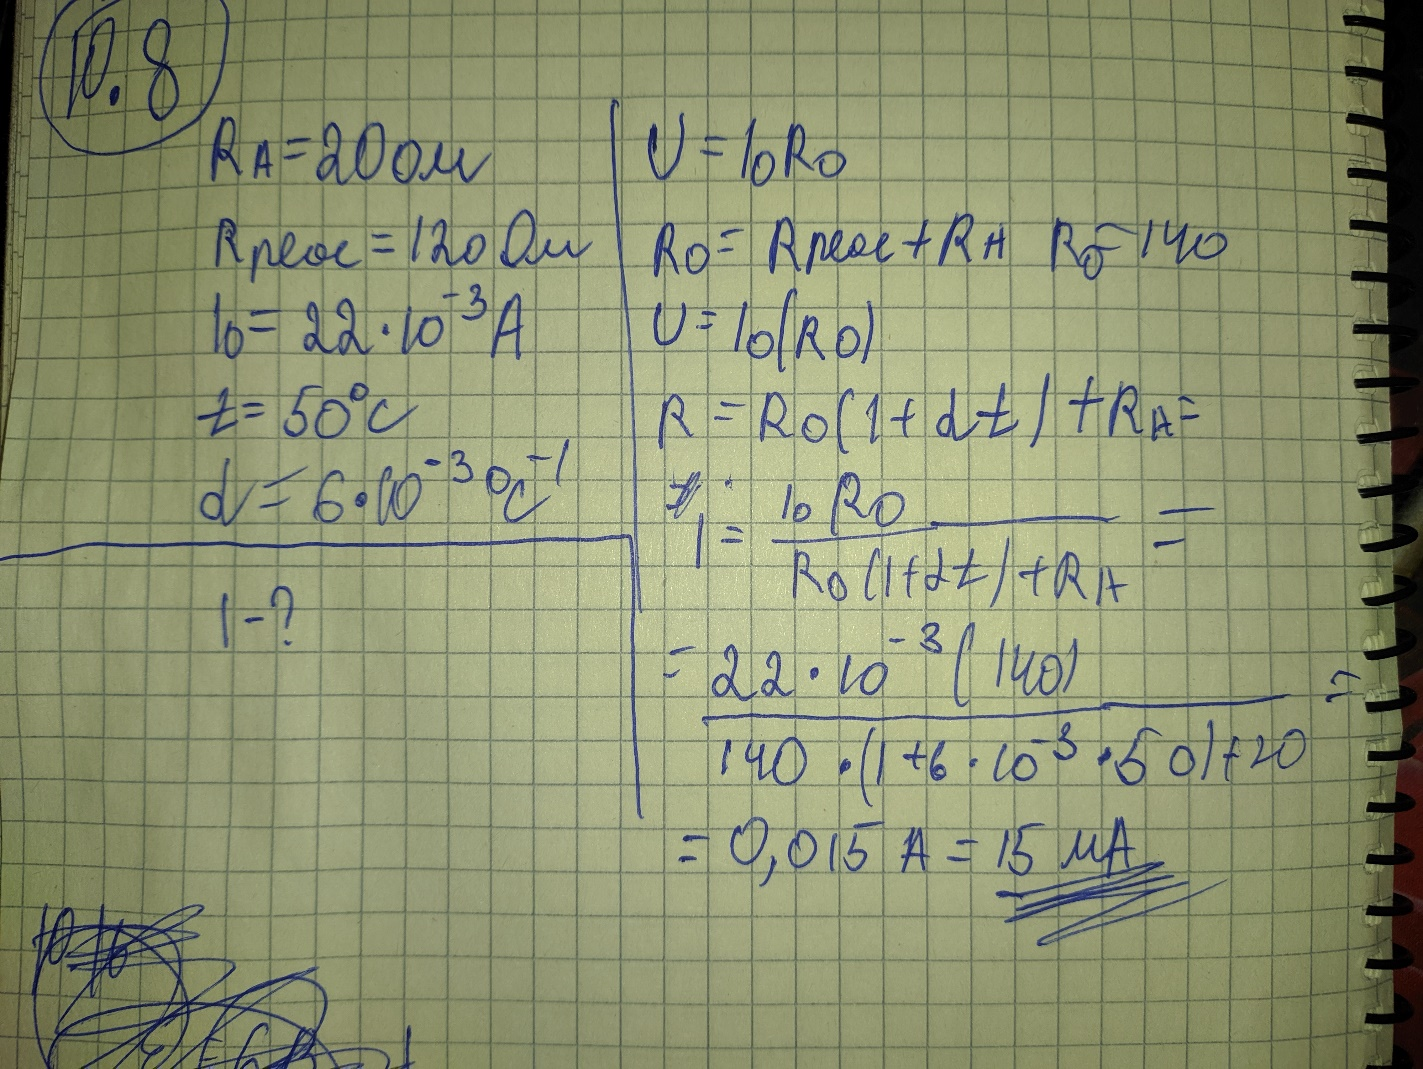 10.8
RA=20 ом
Rреос=120 Ом
I0=22·10^-3 А
t=50°C
α=6·10^-3 °C^-1
I-?
U=I0R0
R0=Rреос+RA R0=140
U=I0(R0)
R=R0(1+αt)+RA=
I= I0R0 / R0(1+αt)+RA =
= 22·10^-3(140) / 140·(1+6·10^-3·50)+20 =
=0,015 А=15 мА